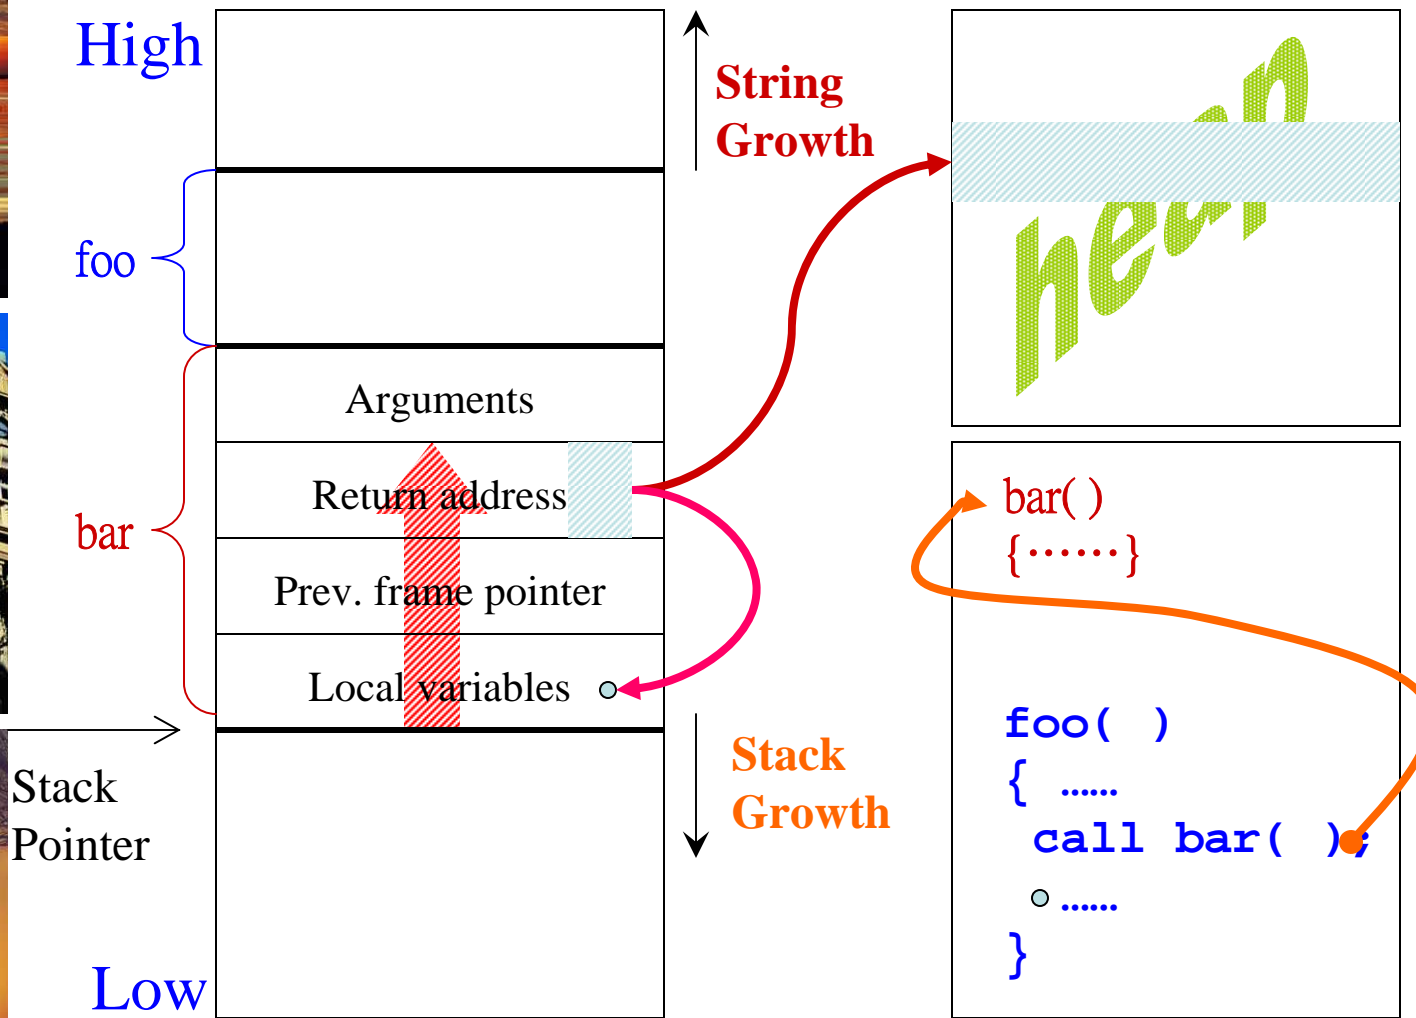 High
String
Growth
heap
foo
Arguments
Return address
bar
Prev. frame pointer
Local variables
Stack
Pointer
Stack
Growth
Low
bar( )
{······}
foo( )
{ ……
call bar( );
……
}